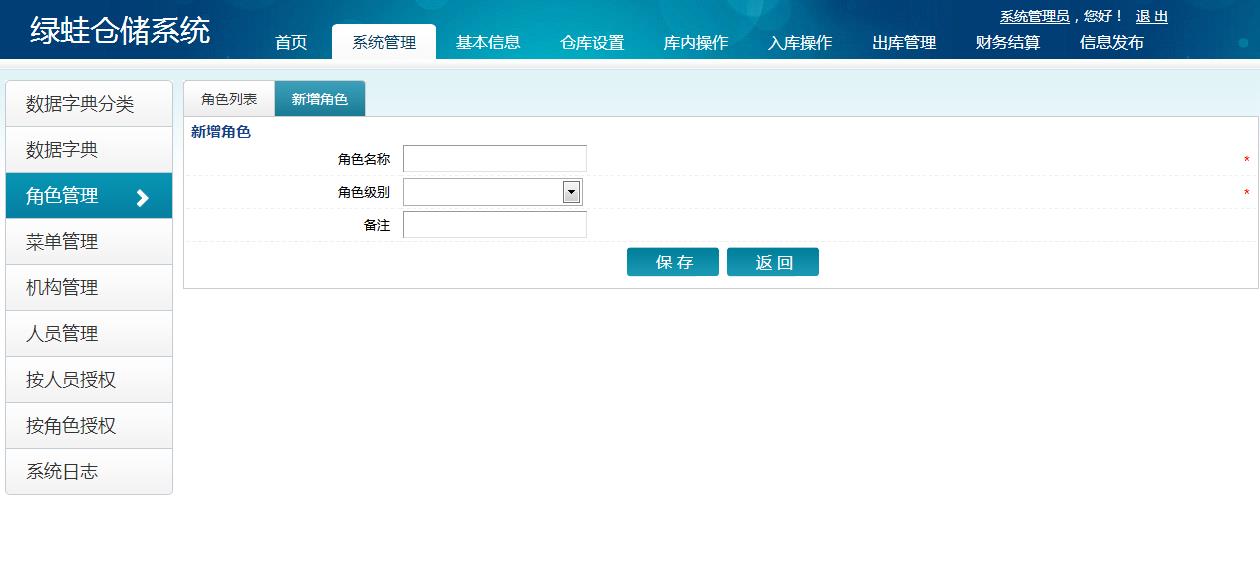 绿蛙仓储系统
系统管理员，您好！ 退 出
首页 系统管理 基本信息 仓库设置 库内操作 入库操作 出库管理 财务结算 信息发布
数据字典分类
数据字典
角色管理
菜单管理
机构管理
人员管理
按人员授权
按角色授权
系统日志
角色列表 新增角色
新增角色
角色名称 *
角色级别 *
备注
保 存 返 回